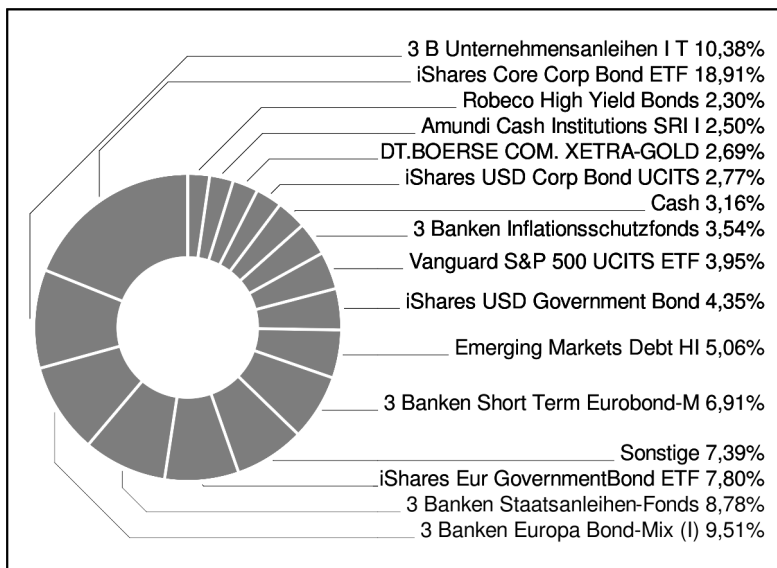 3 B Unternehmensanleihen I T 10,38%
iShares Core Corp Bond ETF 18,91%
Robeco High Yield Bonds 2,30%
Amundi Cash Institutions SRI I 2,50%
DT.BOERSE COM. XETRA-GOLD 2,69%
iShares USD Corp Bond UCITS 2,77%
Cash 3,16%
3 Banken Inflationsschutzfonds 3,54%
Vanguard S&P 500 UCITS ETF 3,95%
iShares USD Government Bond 4,35%
Emerging Markets Debt HI 5,06%
3 Banken Short Term Eurobond-M 6,91%
Sonstige 7,39%
iShares Eur GovernmentBond ETF 7,80%
3 Banken Staatsanleihen-Fonds 8,78%
3 Banken Europa Bond-Mix (I) 9,51%